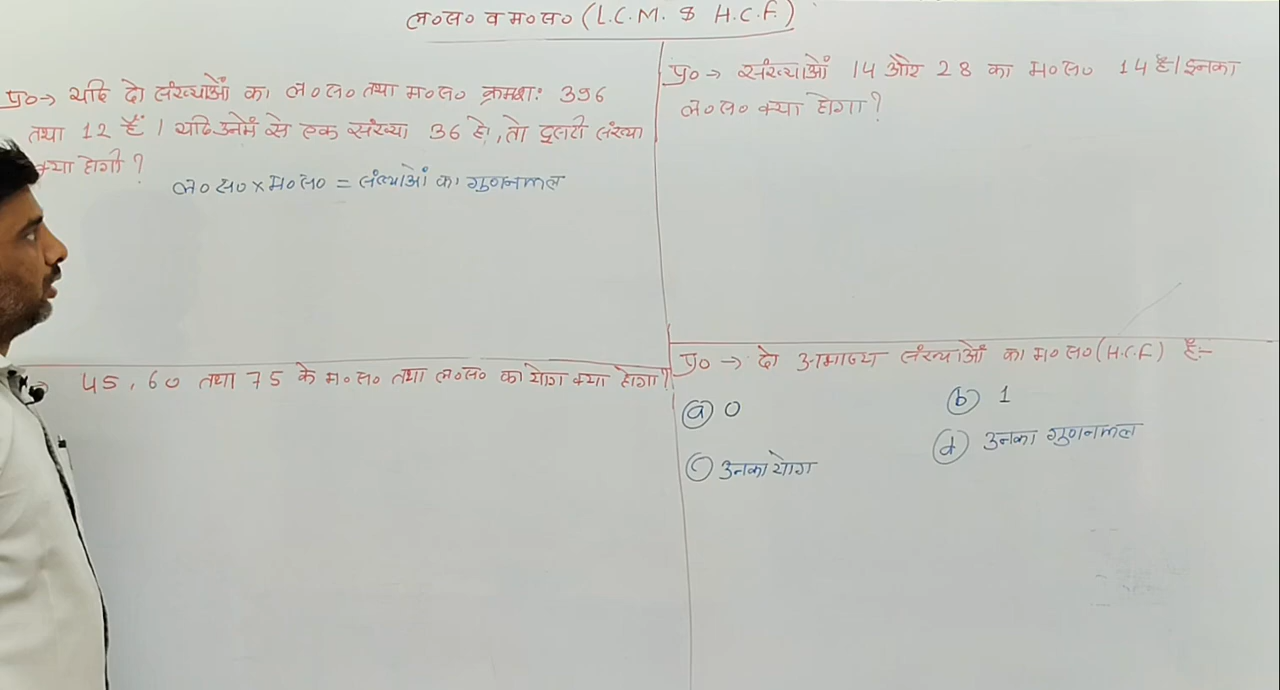 ल०स० व म०स० (L.C.M. & H.C.F.)
प्र०→ यदि दो संख्याओं का ल०स० तथा म०स० क्रमशः 396
तथा 12 हैं। यदि उनमें से एक संख्या 36 हो, तो दूसरी संख्या
क्या होगी?
ल०स०×म०स० = संख्याओं का गुणनफल
प्र०→ संख्याओं 14 और 28 का म०स० 14 है। इनका
ल०स० क्या होगा?
45, 60 तथा 75 के म०स० तथा ल०स० का योग क्या होगा?
प्र०→ दो अभाज्य संख्याओं का म०स० (H.C.F) है:-
(a) 0
(b) 1
(c) उनका योग
(d) उनका गुणनफल